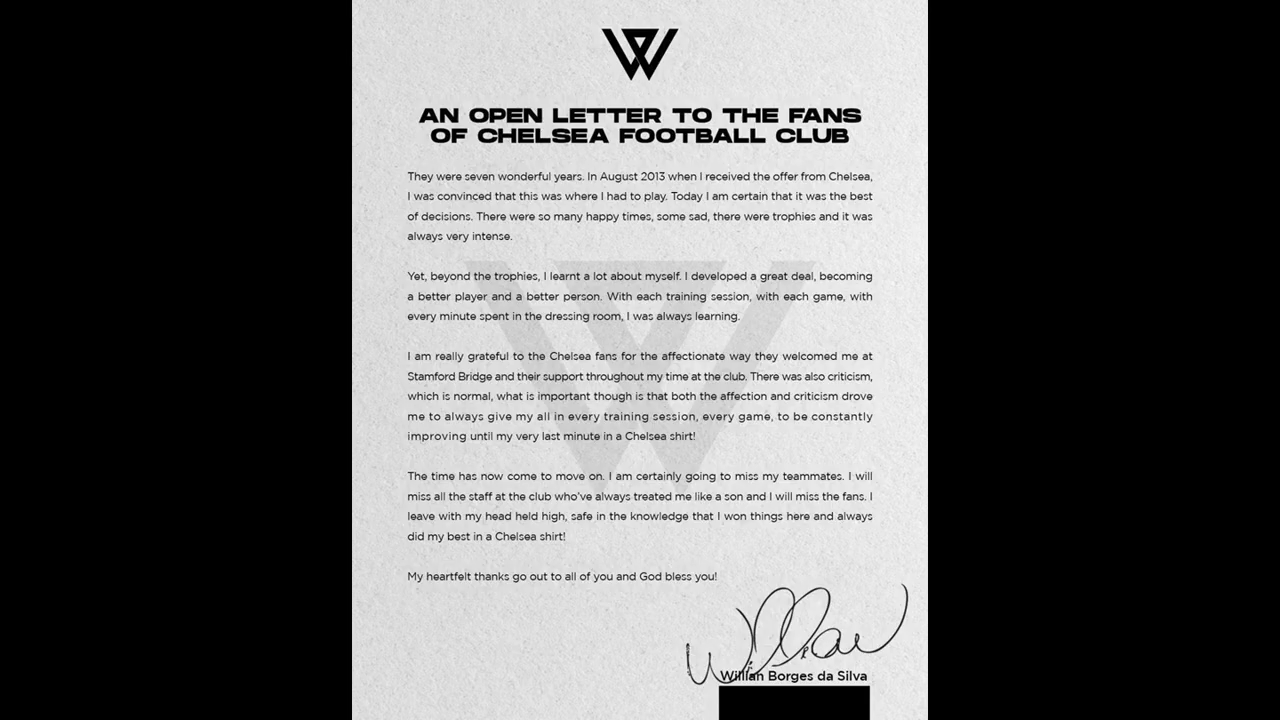 AN OPEN LETTER TO THE FANS
OF CHELSEA FOOTBALL CLUB
They were seven wonderful years. In August 2013 when I received the offer from Chelsea,
I was convinced that this was where I had to play. Today I am certain that it was the best
of decisions. There were so many happy times, some sad, there were trophies and it was
always very intense.
Yet, beyond the trophies, I learnt a lot about myself. I developed a great deal, becoming
a better player and a better person. With each training session, with each game, with
every minute spent in the dressing room, I was always learning.
I am really grateful to the Chelsea fans for the affectionate way they welcomed me at
Stamford Bridge and their support throughout my time at the club. There was also criticism,
which is normal, what is important though is that both the affection and criticism drove
me to always give my all in every training session, every game, to be constantly
improving until my very last minute in a Chelsea shirt!
The time has now come to move on. I am certainly going to miss my teammates. I will
miss all the staff at the club who've always treated me like a son and I will miss the fans. I
leave with my head held high, safe in the knowledge that I won things here and always
did my best in a Chelsea shirt!
My heartfelt thanks go out to all of you and God bless you!
Willian
Willian Borges da Silva